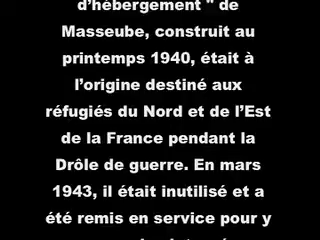 d’hébergement " de
Masseube, construit au
printemps 1940, était à
l’origine destiné aux
réfugiés du Nord et de l’Est
de la France pendant la
Drôle de guerre. En mars
1943, il était inutilisé et a
été remis en service pour y